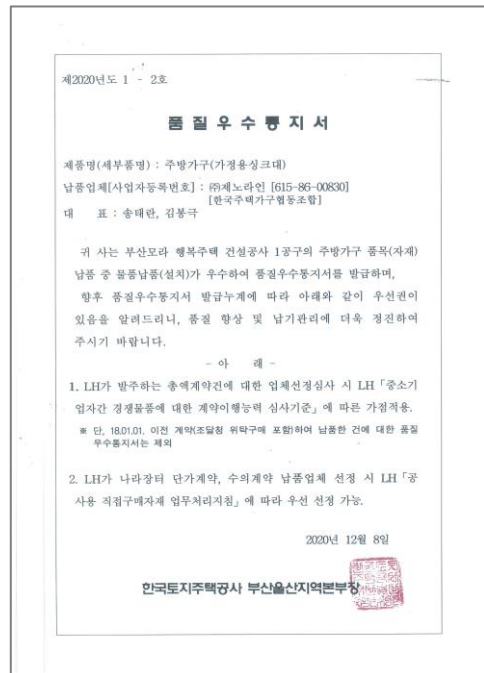 제2020년도 1 - 2호
품질우수통지서
제품명(세부품명) : 주방가구(가정용싱크대)
납품업체[사업자등록번호] : ㈜제노라인 [615-86-00830]
[한국주택가구협동조합]
대 표 : 송태란, 김봉극
귀 사는 부산모라 행복주택 건설공사 1공구의 주방가구 품목(자재)
납품 중 물품납품(설치)가 우수하여 품질우수통지서를 발급하며,
향후 품질우수통지서 발급누계에 따라 아래와 같이 우선권이
있음을 알려드리니, 품질 향상 및 납기관리에 더욱 정진하여
주시기 바랍니다.
- 아 래 -
1. LH가 발주하는 총액계약건에 대한 업체선정심사 시 LH「중소기
업자간 경쟁물품에 대한 계약이행능력 심사기준」에 따른 가점적용.
※ 단, 18.01.01. 이전 계약(조달청 위탁구매 포함)하여 납품한 건에 대한 품질
우수통지서는 제외
2. LH가 나라장터 단가계약, 수의계약 납품업체 선정 시 LH「공
사용 직접구매자재 업무처리지침」에 따라 우선 선정 가능.
2020년 12월 8일
한국토지주택공사 부산울산지역본부장